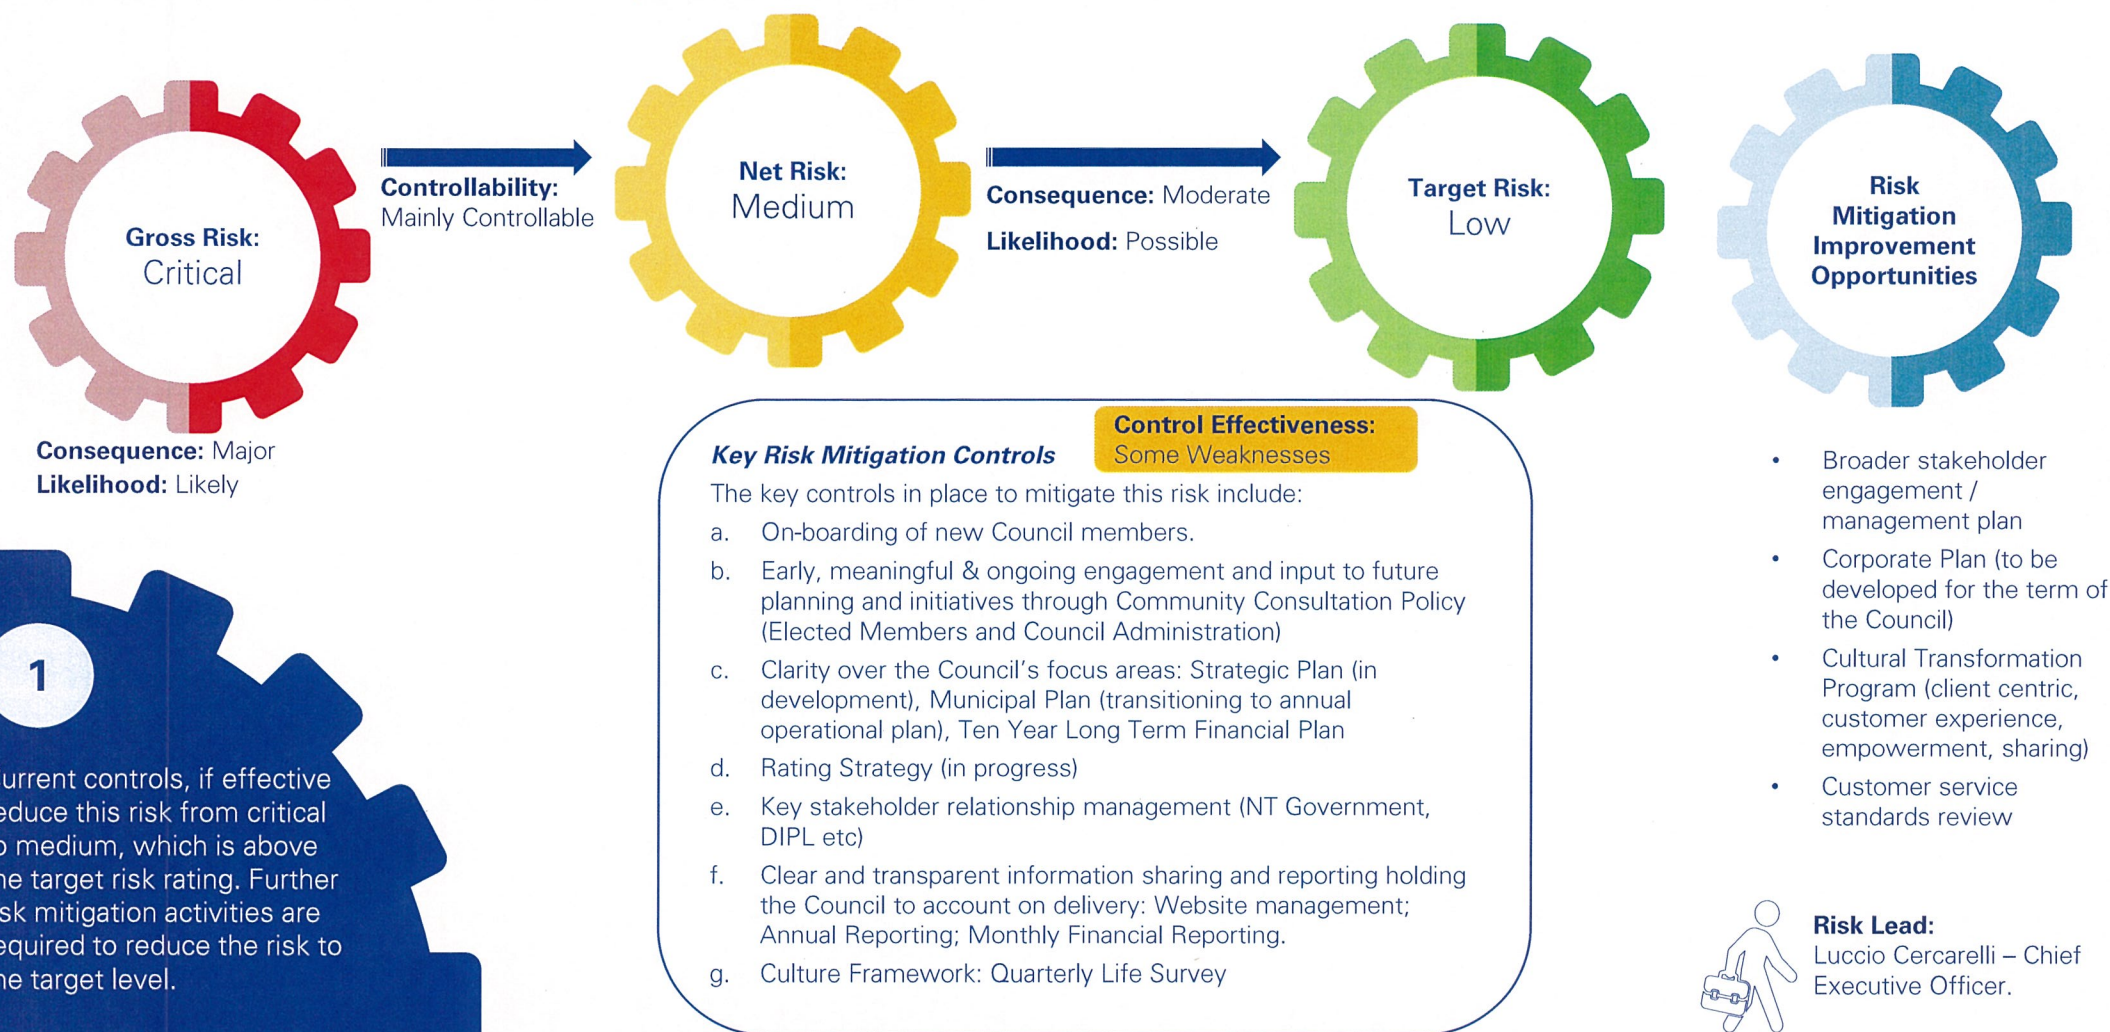 Gross Risk:
Critical
Consequence: Major
Likelihood: Likely
Controllability:
Mainly Controllable
Net Risk:
Medium
Consequence: Moderate
Likelihood: Possible
Target Risk:
Low
Risk
Mitigation
Improvement
Opportunities
1
urrent controls, if effective
educe this risk from critical
o medium, which is above
he target risk rating. Further
isk mitigation activities are
equired to reduce the risk to
he target level.
Control Effectiveness:
Some Weaknesses
Key Risk Mitigation Controls
The key controls in place to mitigate this risk include:
a. On-boarding of new Council members.
b. Early, meaningful & ongoing engagement and input to future
planning and initiatives through Community Consultation Policy
(Elected Members and Council Administration)
c. Clarity over the Council's focus areas: Strategic Plan (in
development), Municipal Plan (transitioning to annual
operational plan), Ten Year Long Term Financial Plan
d. Rating Strategy (in progress)
e. Key stakeholder relationship management (NT Government,
DIPL etc)
f. Clear and transparent information sharing and reporting holding
the Council to account on delivery: Website management;
Annual Reporting; Monthly Financial Reporting.
g. Culture Framework: Quarterly Life Survey
• Broader stakeholder
engagement /
management plan
• Corporate Plan (to be
developed for the term of
the Council)
• Cultural Transformation
Program (client centric,
customer experience,
empowerment, sharing)
• Customer service
standards review
Risk Lead:
Luccio Cercarelli – Chief
Executive Officer.